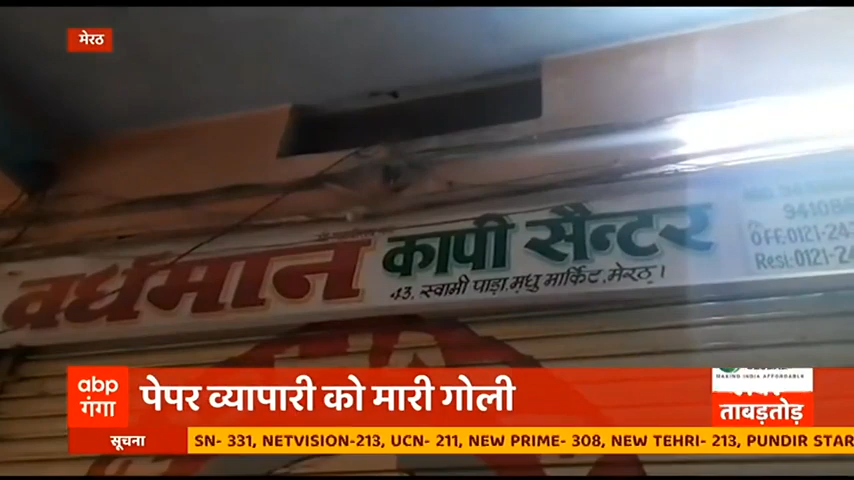 मेरठ
वर्धमान कापी सैन्टर
43, स्वामी पाड़ा, मधु मार्किट, मेरठ।
OFF.0121-24
Resi:0121-24
abp
गंगा
पेपर व्यापारी को मारी गोली
MAKING INDIA AFFORDABLE
ताबड़तोड़
सूचना
SN- 331, NETVISION-213, UCN- 211, NEW PRIME- 308, NEW TEHRI- 213, PUNDIR STAR